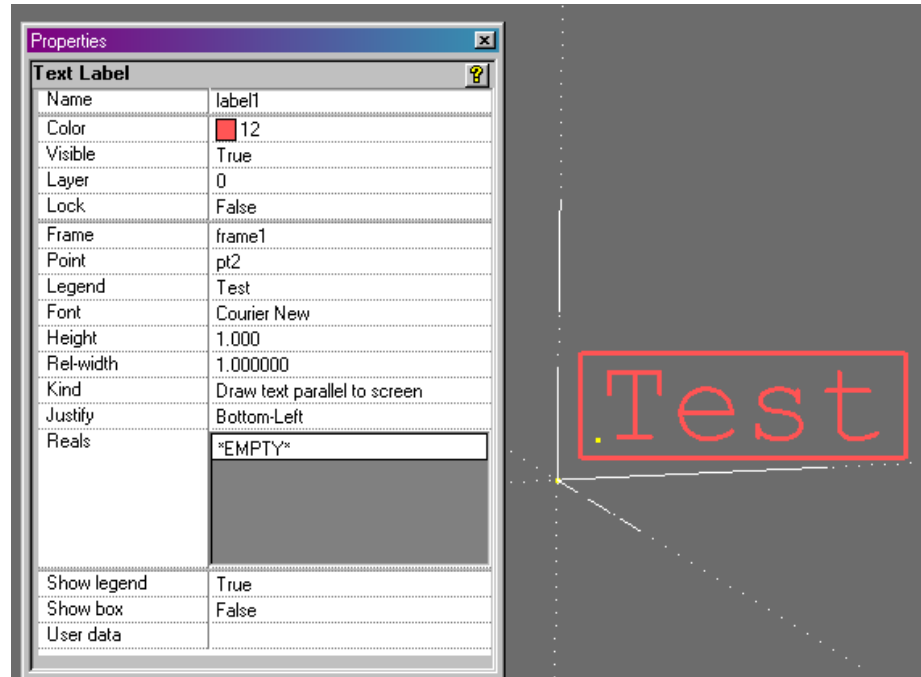 Properties
Text Label
Name label1
Color 12
Visible True
Layer 0
Lock False
Frame frame1
Point pt2
Legend Test
Font Courier New
Height 1.000
Rel-width 1.000000
Kind Draw text parallel to screen
Justify Bottom-Left
Reals *EMPTY*
Show legend True
Show box False
User data
Test